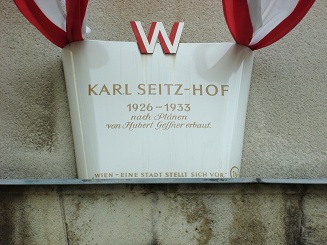 W
KARL SEITZ-HOF
1926-1933
nach Plänen
von Hubert Geßner erbaut.
„WIEN - EINE STADT STELLT SICH VOR"